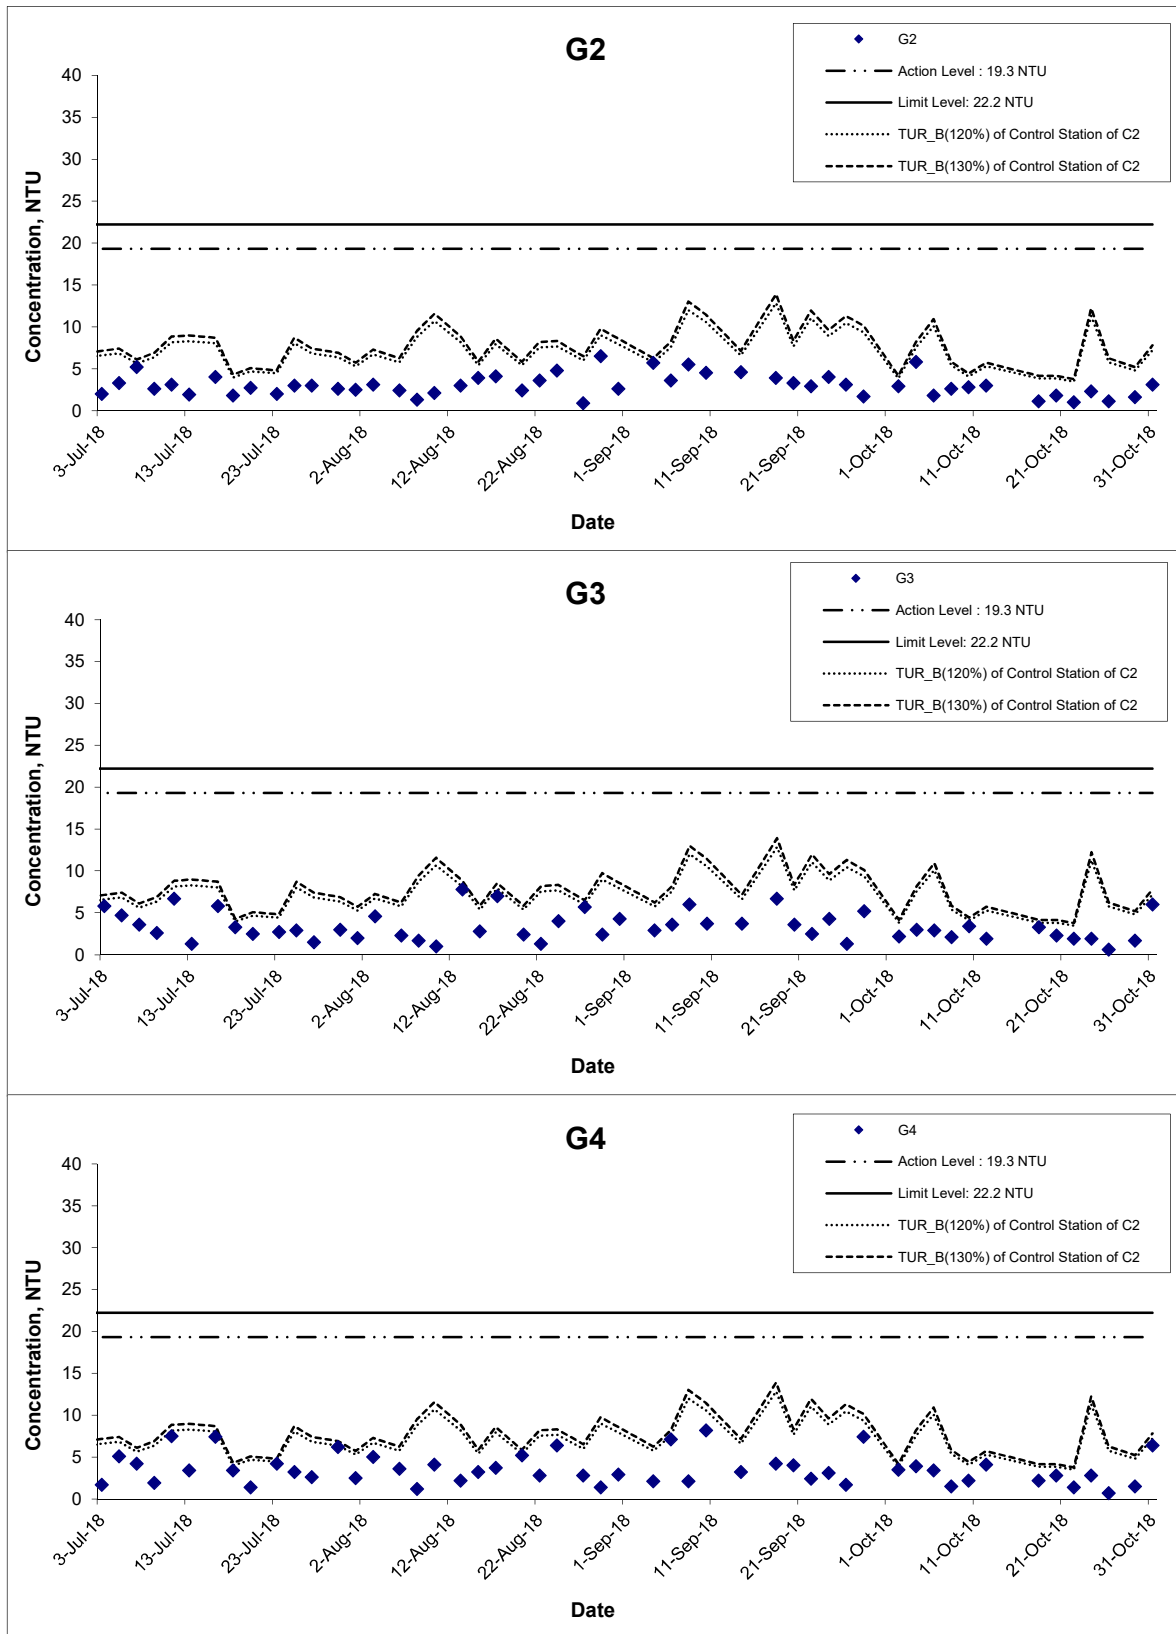 G2
G2
Action Level : 19.3 NTU
Limit Level: 22.2 NTU
TUR_B(120%) of Control Station of C2
TUR_B(130%) of Control Station of C2
Concentration, NTU
40
35
30
25
20
15
10
5
0
3-Jul-18
13-Jul-18
23-Jul-18
2-Aug-18
12-Aug-18
22-Aug-18
1-Sep-18
11-Sep-18
21-Sep-18
1-Oct-18
11-Oct-18
21-Oct-18
31-Oct-18
Date
G3
G3
Action Level : 19.3 NTU
Limit Level: 22.2 NTU
TUR_B(120%) of Control Station of C2
TUR_B(130%) of Control Station of C2
Concentration, NTU
40
35
30
25
20
15
10
5
0
3-Jul-18
13-Jul-18
23-Jul-18
2-Aug-18
12-Aug-18
22-Aug-18
1-Sep-18
11-Sep-18
21-Sep-18
1-Oct-18
11-Oct-18
21-Oct-18
31-Oct-18
Date
G4
G4
Action Level : 19.3 NTU
Limit Level: 22.2 NTU
TUR_B(120%) of Control Station of C2
TUR_B(130%) of Control Station of C2
Concentration, NTU
40
35
30
25
20
15
10
5
0
3-Jul-18
13-Jul-18
23-Jul-18
2-Aug-18
12-Aug-18
22-Aug-18
1-Sep-18
11-Sep-18
21-Sep-18
1-Oct-18
11-Oct-18
21-Oct-18
31-Oct-18
Date